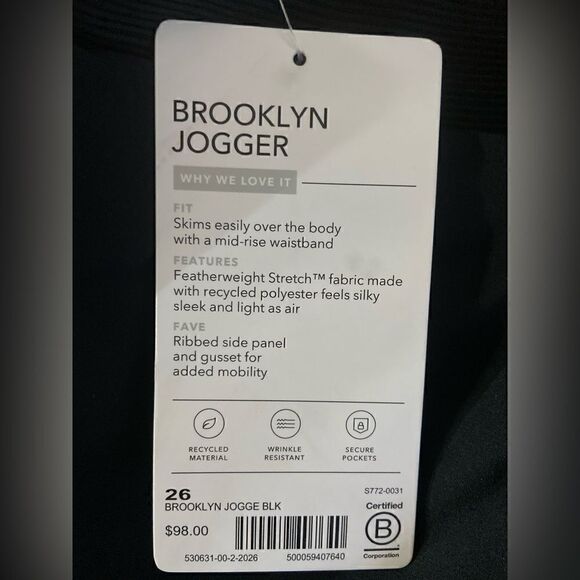 BROOKLYN
JOGGER
WHY WE LOVE IT
FIT
Skims easily over the body
with a mid-rise waistband
FEATURES
Featherweight Stretch™ fabric made
with recycled polyester feels silky
sleek and light as air
FAVE
Ribbed side panel
and gusset for
added mobility
RECYCLED
MATERIAL
WRINKLE
RESISTANT
SECURE
POCKETS
26
S772-0031
BROOKLYN JOGGE BLK
$98.00
530631-00-2-2026
500059407640
Certified
B
Corporation